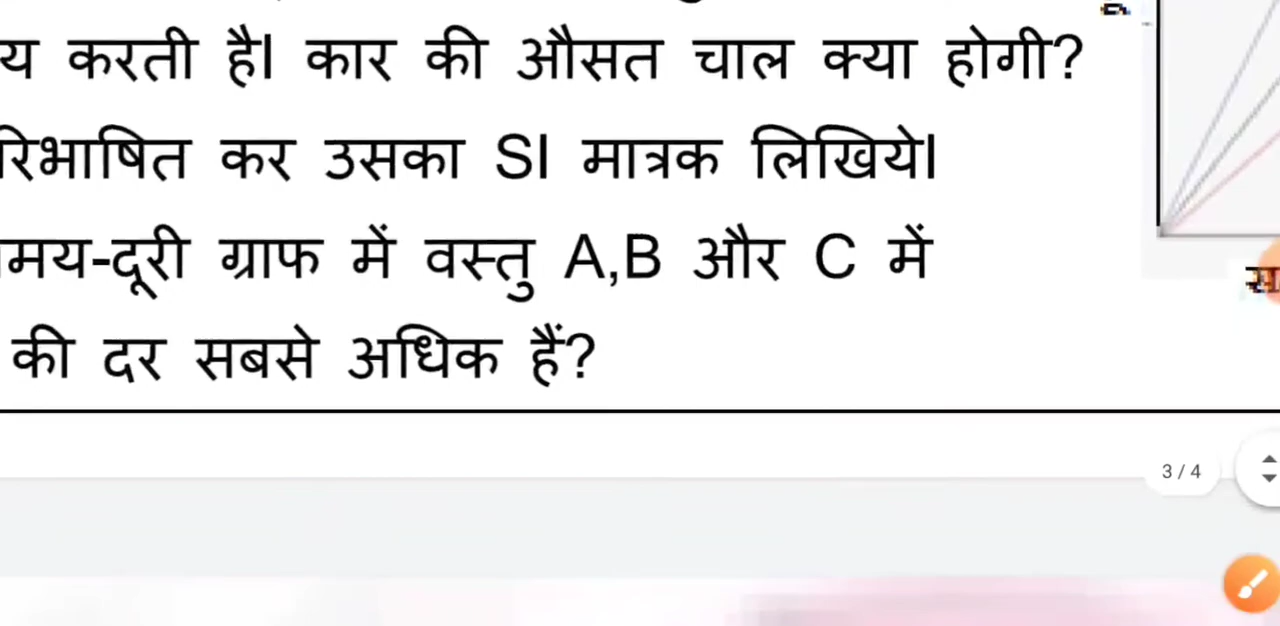 य करती है। कार की औसत चाल क्या होगी?
रिभाषित कर उसका SI मात्रक लिखिये।
मय-दूरी ग्राफ में वस्तु A,B और C में
की दर सबसे अधिक हैं?
3 / 4